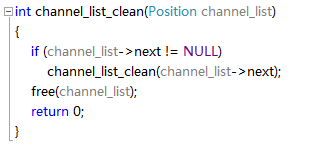 int channel_list_clean(Position channel_list)
{
    if (channel_list->next != NULL)
        channel_list_clean(channel_list->next);
    free(channel_list);
    return 0;
}